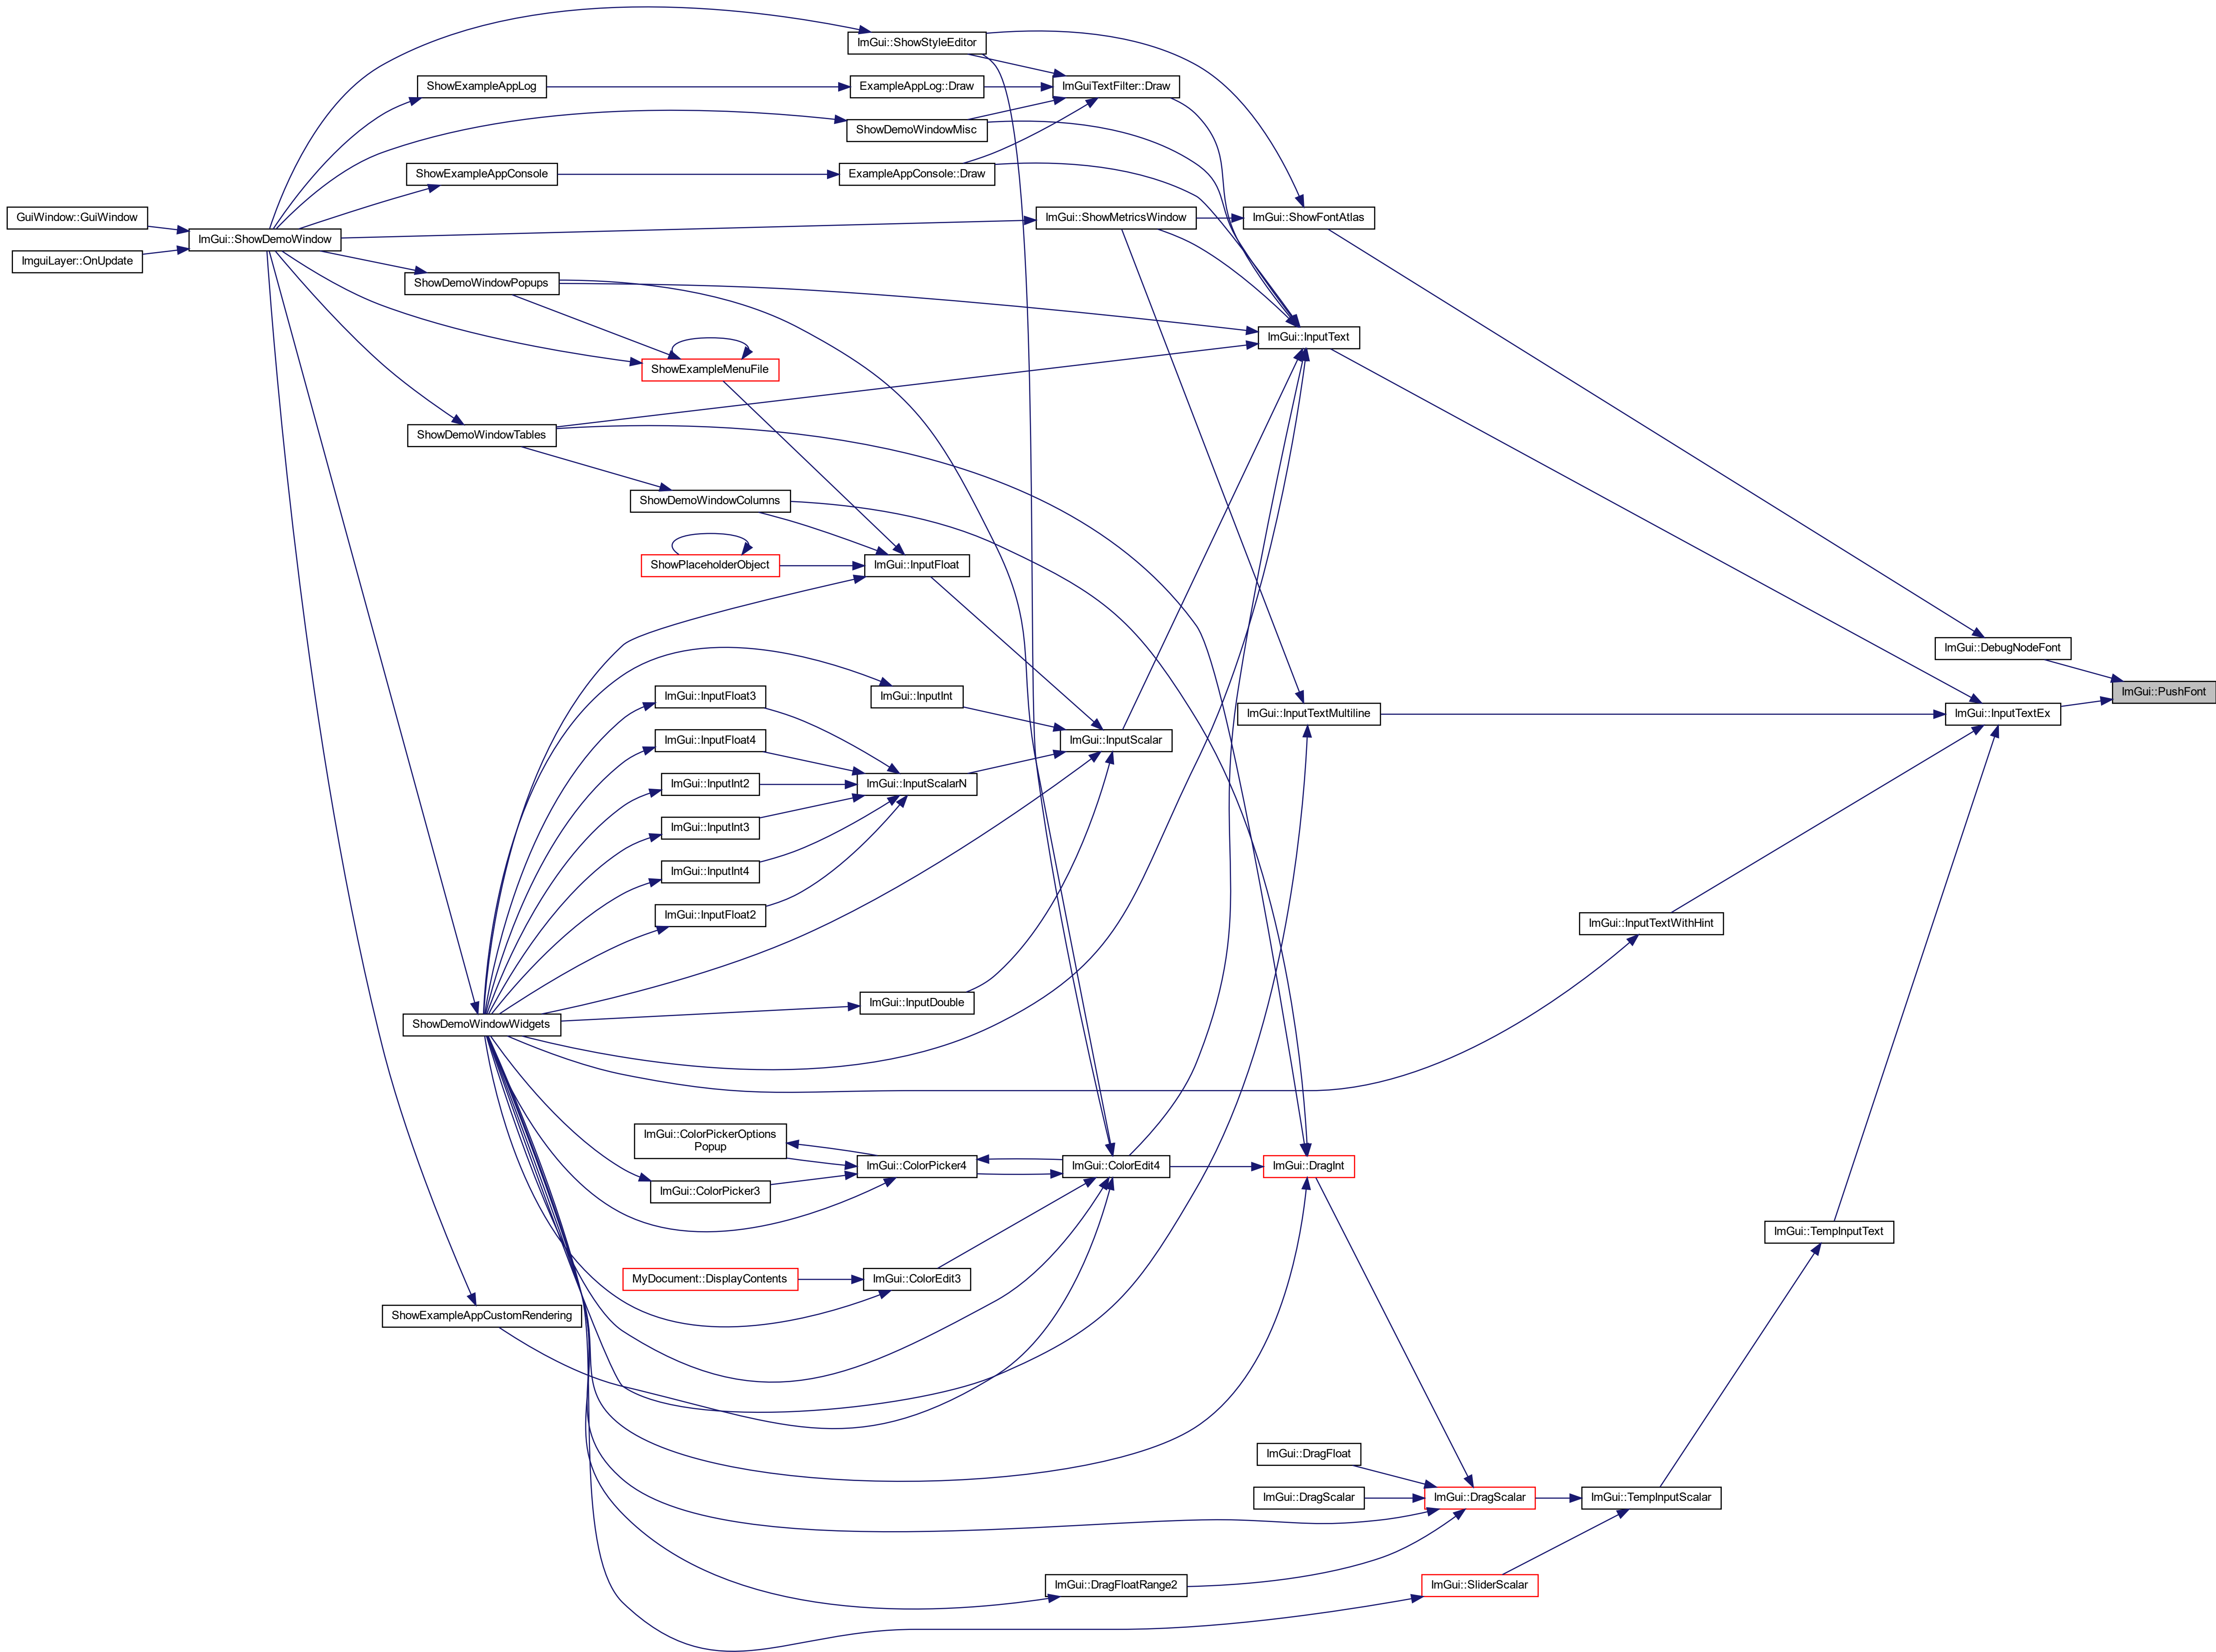 ImGui::ShowStyleEditor
ShowExampleAppLog
ExampleAppLog::Draw
ImGuiTextFilter::Draw
ShowDemoWindowMisc
ShowExampleAppConsole
ExampleAppConsole::Draw
GuiWindow::GuiWindow
ImGui::ShowMetricsWindow
ImGui::ShowFontAtlas
ImGui::ShowDemoWindow
ImguiLayer::OnUpdate
ShowDemoWindowPopups
ImGui::InputText
ShowExampleMenuFile
ShowDemoWindowTables
ShowDemoWindowColumns
ShowPlaceholderObject
ImGui::InputFloat
ImGui::DebugNodeFont
ImGui::PushFont
ImGui::InputFloat3
ImGui::InputInt
ImGui::InputTextMultiline
ImGui::InputTextEx
ImGui::InputFloat4
ImGui::InputScalar
ImGui::InputInt2
ImGui::InputScalarN
ImGui::InputInt3
ImGui::InputInt4
ImGui::InputFloat2
ImGui::InputTextWithHint
ImGui::InputDouble
ShowDemoWindowWidgets
ImGui::ColorPickerOptions
Popup
ImGui::ColorPicker4
ImGui::ColorEdit4
ImGui::DragInt
ImGui::ColorPicker3
ImGui::TempInputText
MyDocument::DisplayContents
ImGui::ColorEdit3
ShowExampleAppCustomRendering
ImGui::DragFloat
ImGui::DragScalar
ImGui::DragScalar
ImGui::TempInputScalar
ImGui::DragFloatRange2
ImGui::SliderScalar